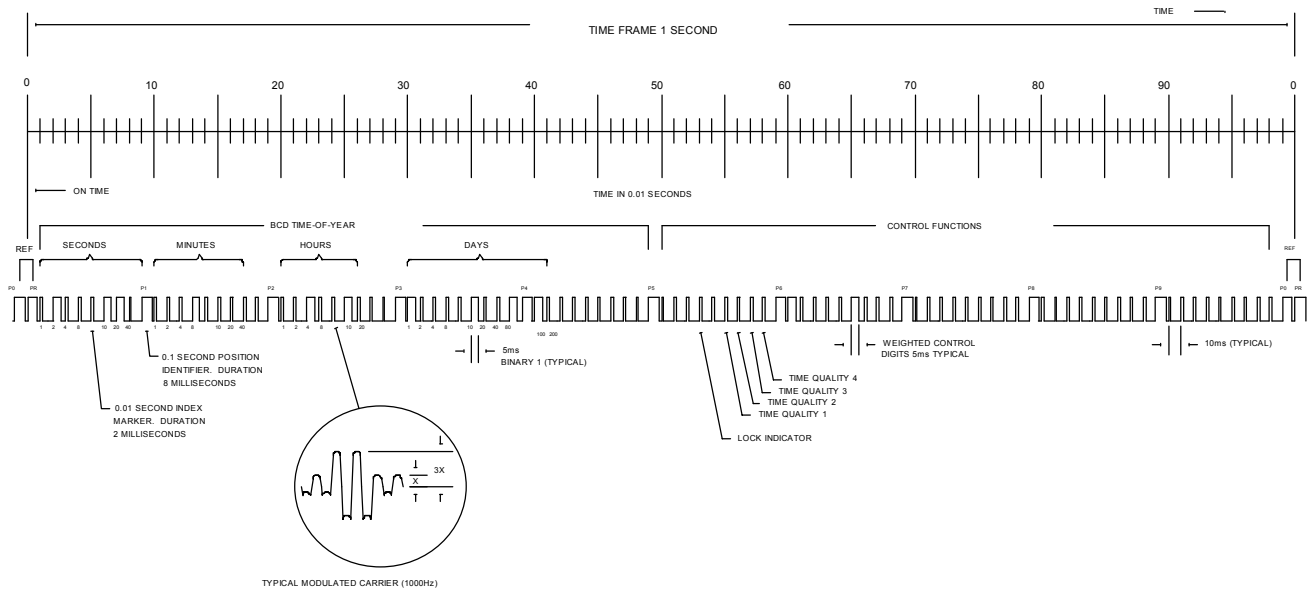 TIME
TIME FRAME 1 SECOND
0 10 20 30 40 50 60 70 80 90 0
ON TIME
TIME IN 0.01 SECONDS
BCD TIME-OF-YEAR
CONTROL FUNCTIONS
REF SECONDS MINUTES HOURS DAYS REF
P0 PR P1 P2 P3 P4 P5 P6 P7 P8 P9 P0 PR
1 2 4 8 10 20 40 1 2 4 8 10 20 40 1 2 4 8 10 20 1 2 4 8 10 20 40 80 100 200
0.1 SECOND POSITION
IDENTIFIER. DURATION
8 MILLISECONDS
5ms
BINARY 1 (TYPICAL)
WEIGHTED CONTROL
DIGITS 5ms TYPICAL
10ms (TYPICAL)
TIME QUALITY 4
TIME QUALITY 3
TIME QUALITY 2
TIME QUALITY 1
LOCK INDICATOR
0.01 SECOND INDEX
MARKER. DURATION
2 MILLISECONDS
3X
X
TYPICAL MODULATED CARRIER (1000Hz)